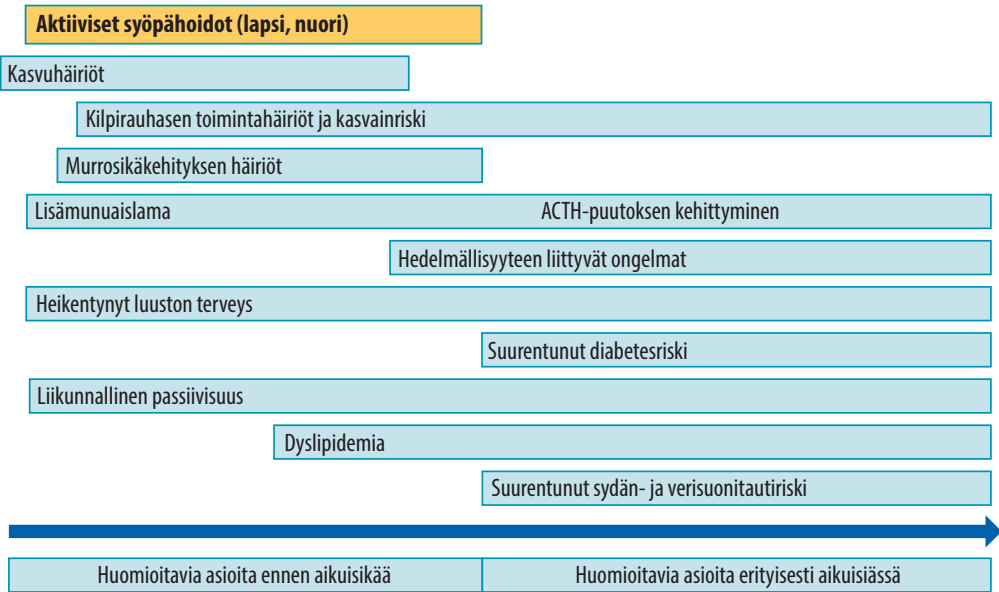 Aktiiviset syöpähoidot (lapsi, nuori)
Kasvuhäiriöt
Kilpirauhasen toimintahäiriöt ja kasvainriski
Murrosikäkehityksen häiriöt
Lisämunuaislama
ACTH-puutoksen kehittyminen
Hedelmällisyyteen liittyvät ongelmat
Heikentynyt luuston terveys
Suurentunut diabetesriski
Liikunnallinen passiivisuus
Dyslipidemia
Suurentunut sydän- ja verisuonitautiriski
Huomioitavia asioita ennen aikuisikää
Huomioitavia asioita erityisesti aikuisiässä